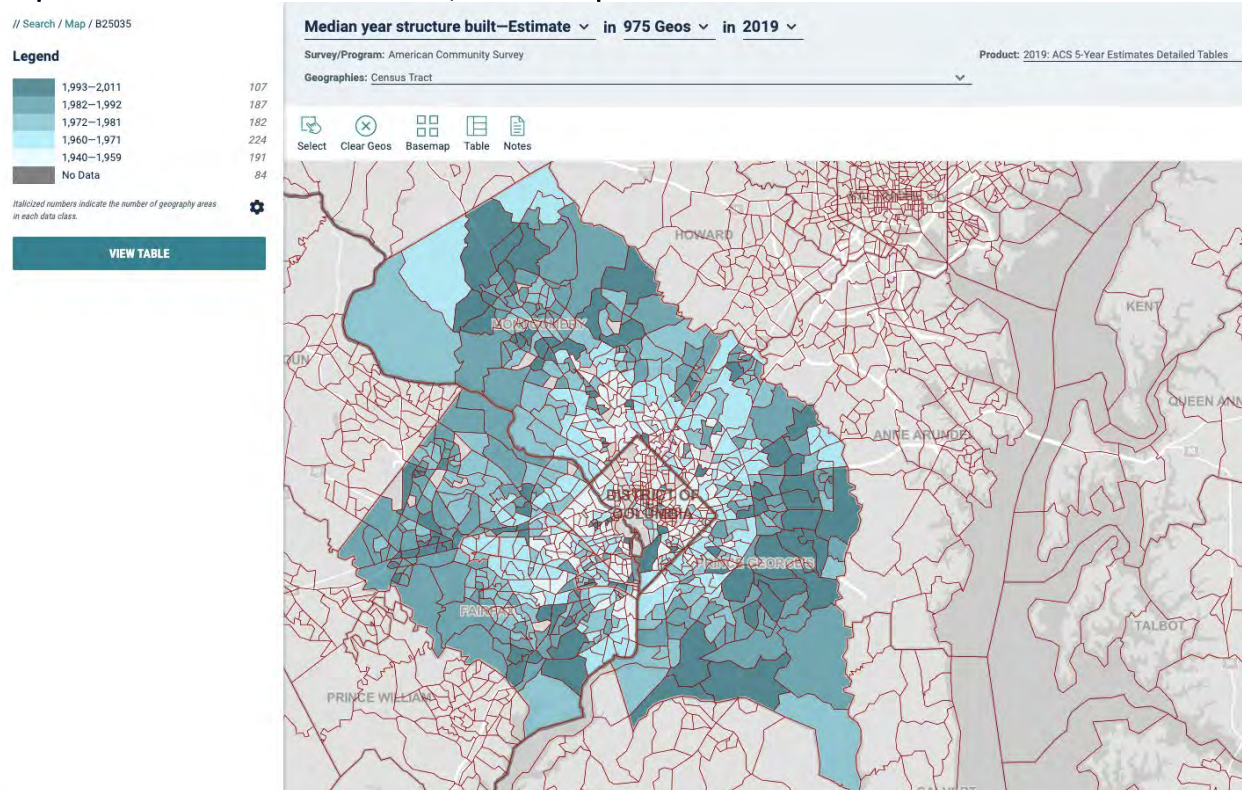 // Search / Map / B25035
Legend
1,993—2,011 107
1,982—1,992 187
1,972—1,981 182
1,960—1,971 224
1,940—1,959 191
No Data 84
Italicized numbers indicate the number of geography areas
in each data class.
VIEW TABLE
Median year structure built—Estimate in 975 Geos in 2019
Survey/Program: American Community Survey
Product: 2019: ACS 5-Year Estimates Detailed Tables
Geographies: Census Tract
Select Clear Geos Basemap Table Notes
HOWARD
KENT
MONTGOMERY
QUEEN ANN
ANNE ARUNDEL
DISTRICT OF
COLUMBIA
PRINCE GEORGE'S
FAIRFAX
TALBOT
PRINCE WILLIAM